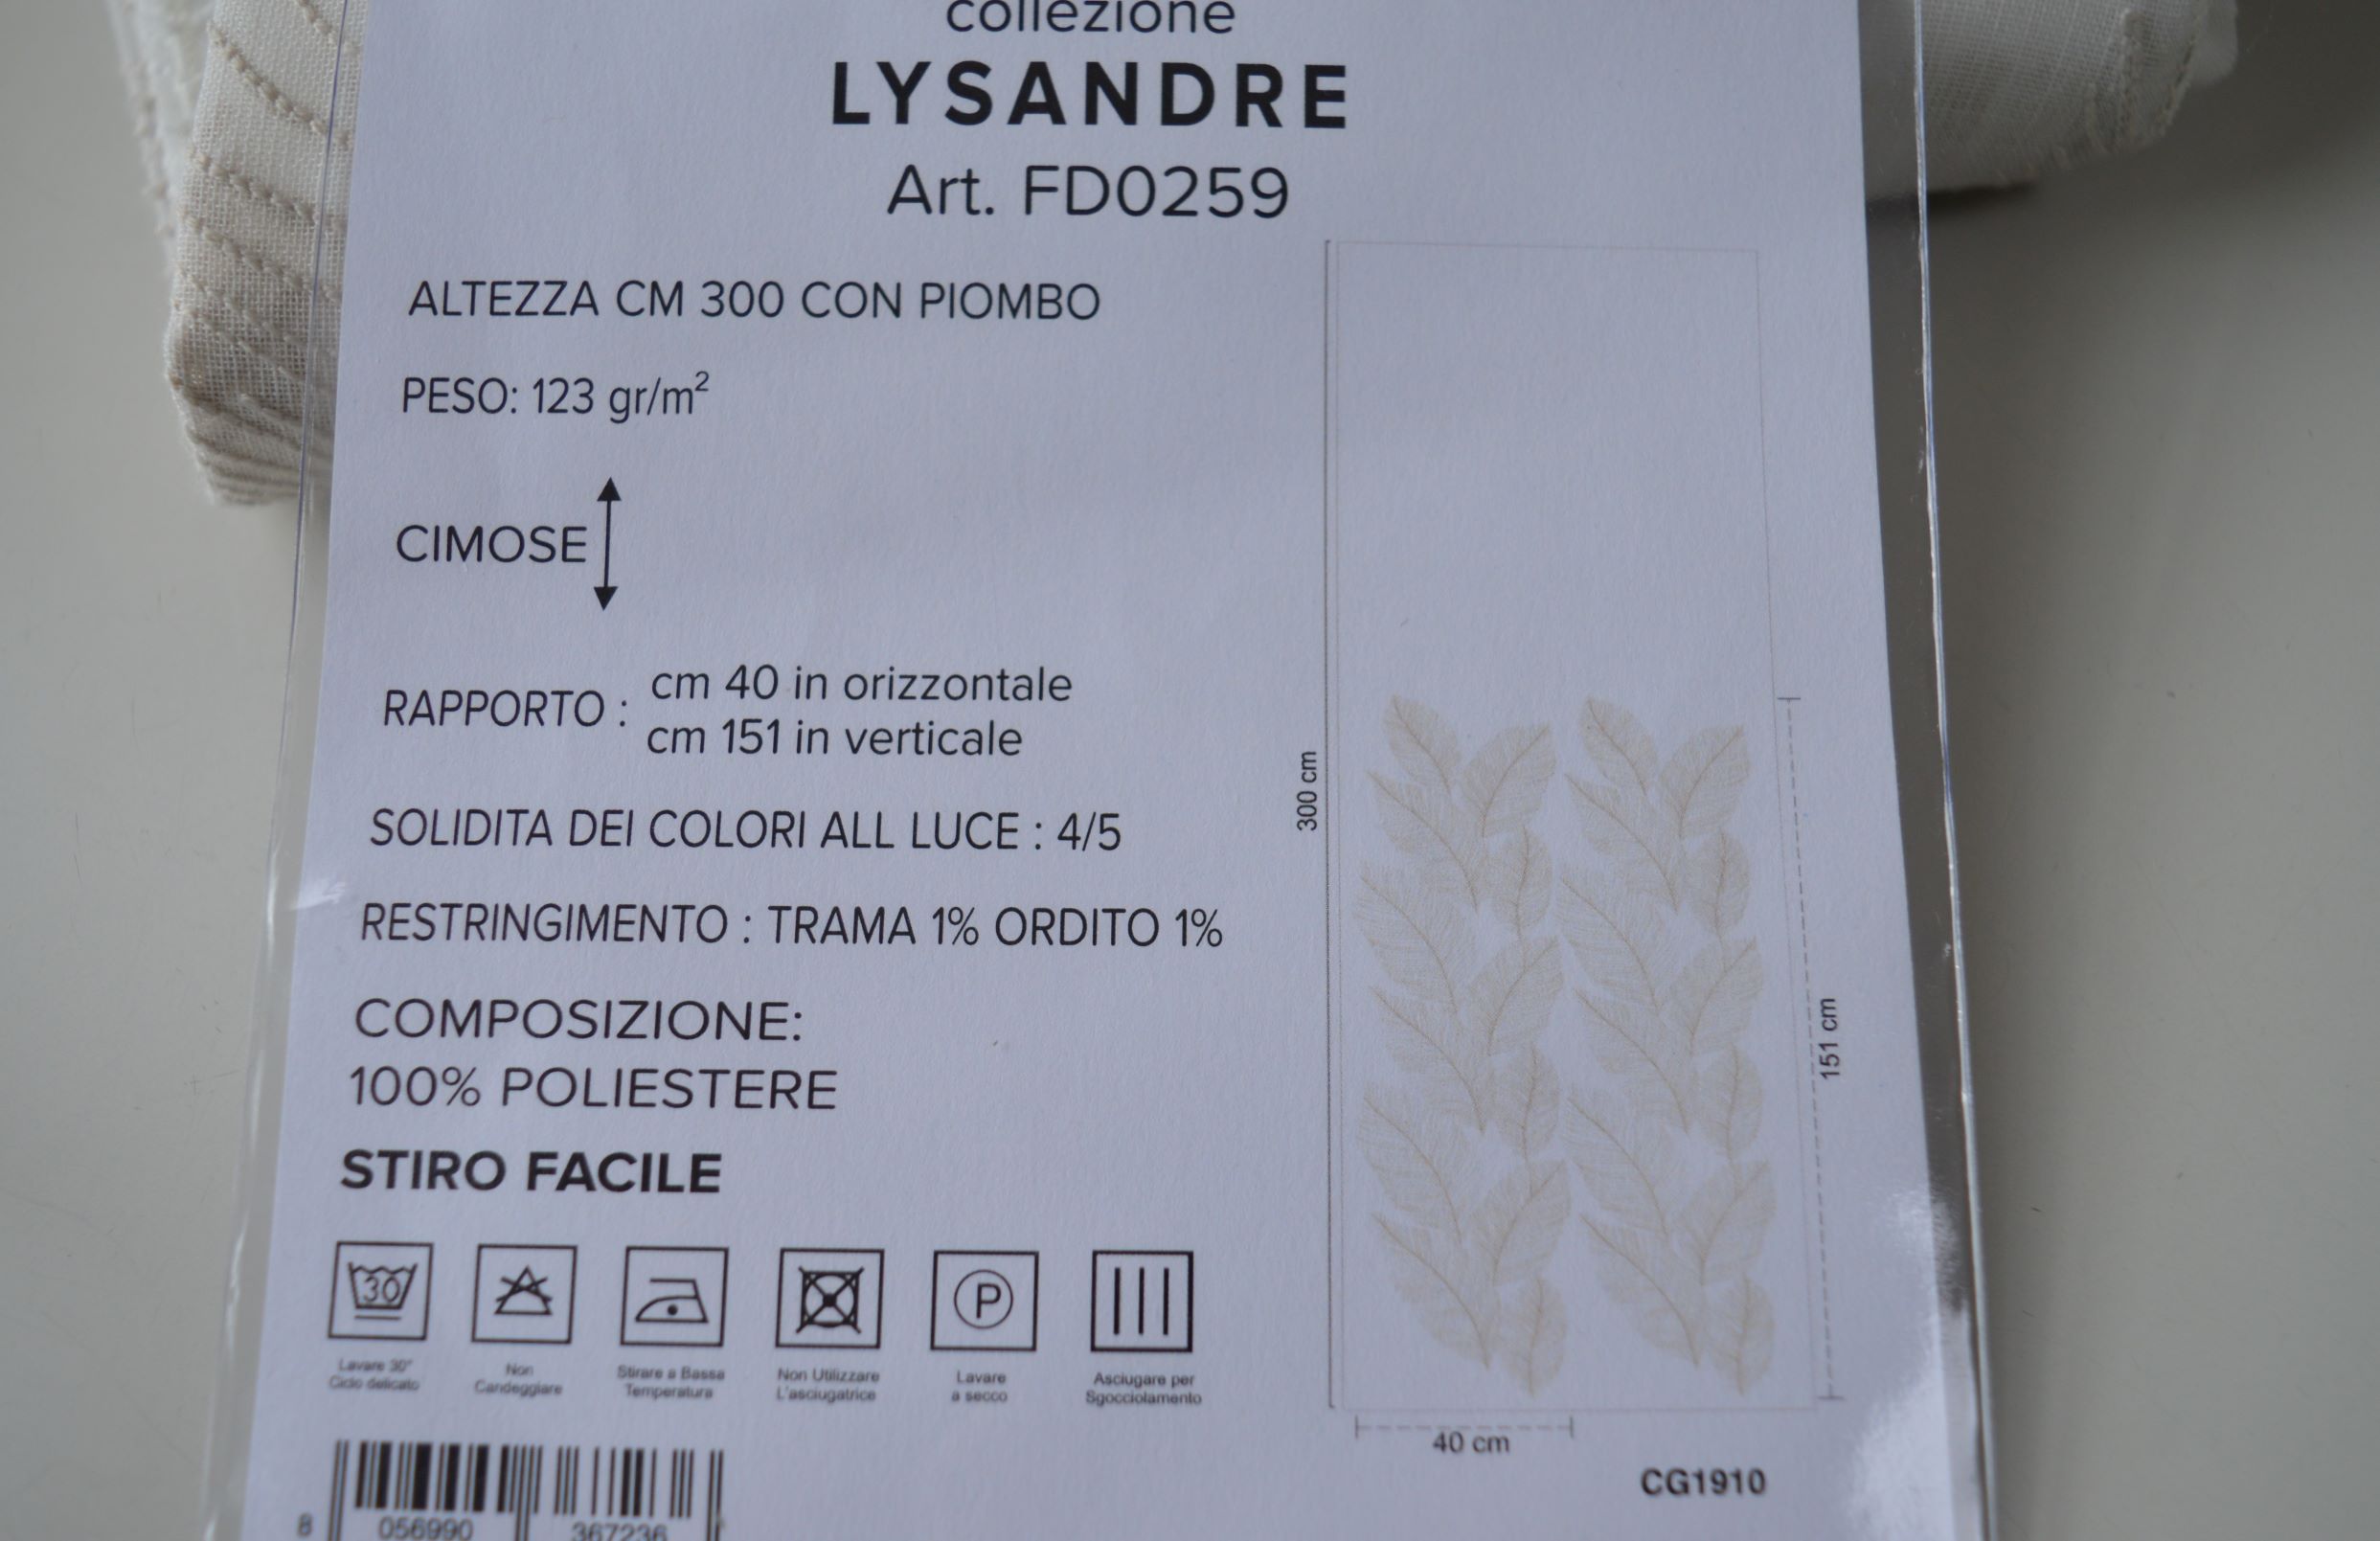 collezione
LYSANDRE
Art. FD0259
ALTEZZA CM 300 CON PIOMBO
PESO: 123 gr/m²
CIMOSE
RAPPORTO : cm 40 in orizzontale
cm 151 in verticale
SOLIDITA DEI COLORI ALL LUCE : 4/5
RESTRINGIMENTO : TRAMA 1% ORDITO 1%
COMPOSIZIONE:
100% POLIESTERE
STIRO FACILE
30
P
Lavare 30°
Ciclo delicato
Non
Candeggiare
Stirare a Bassa
Temperatura
Non Utilizzare
L'asciugatrice
Lavare
a secco
Asciugare per
Sgocciolamento
8 056990 367236
300 cm
151 cm
40 cm
CG1910